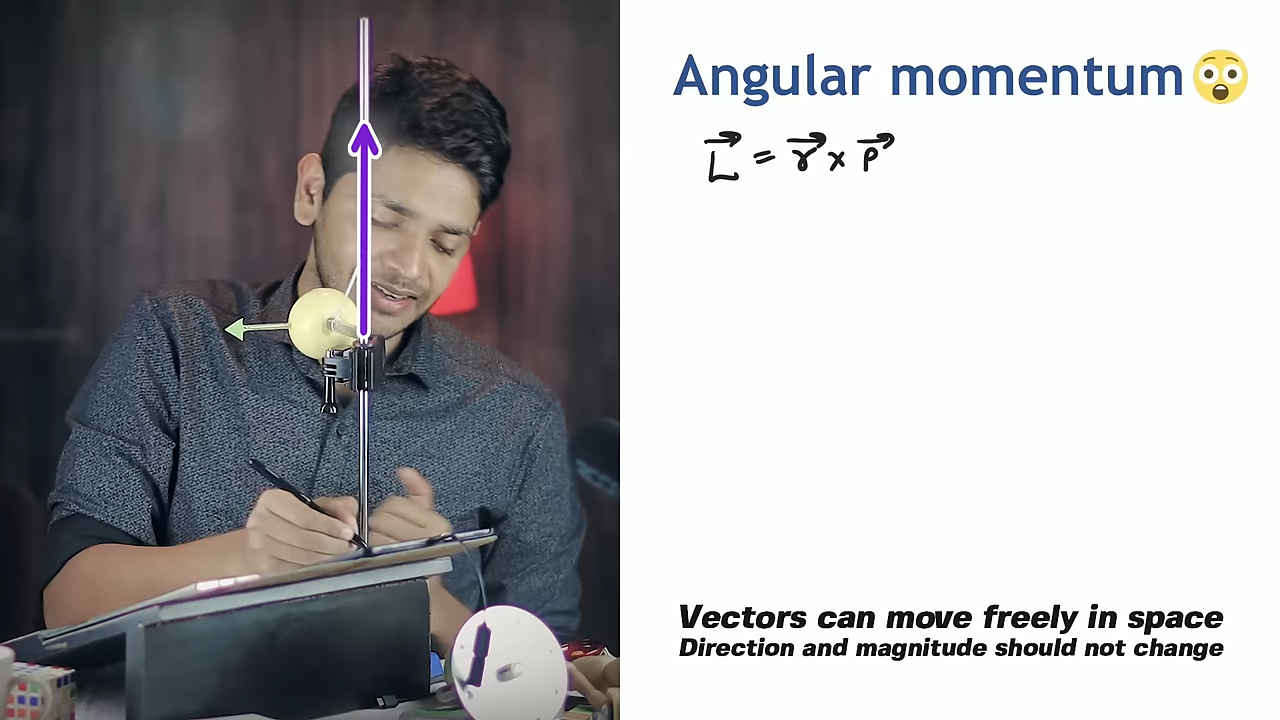 Angular momentum😲
L⃗ = r⃗ × p⃗
Vectors can move freely in space
Direction and magnitude should not change